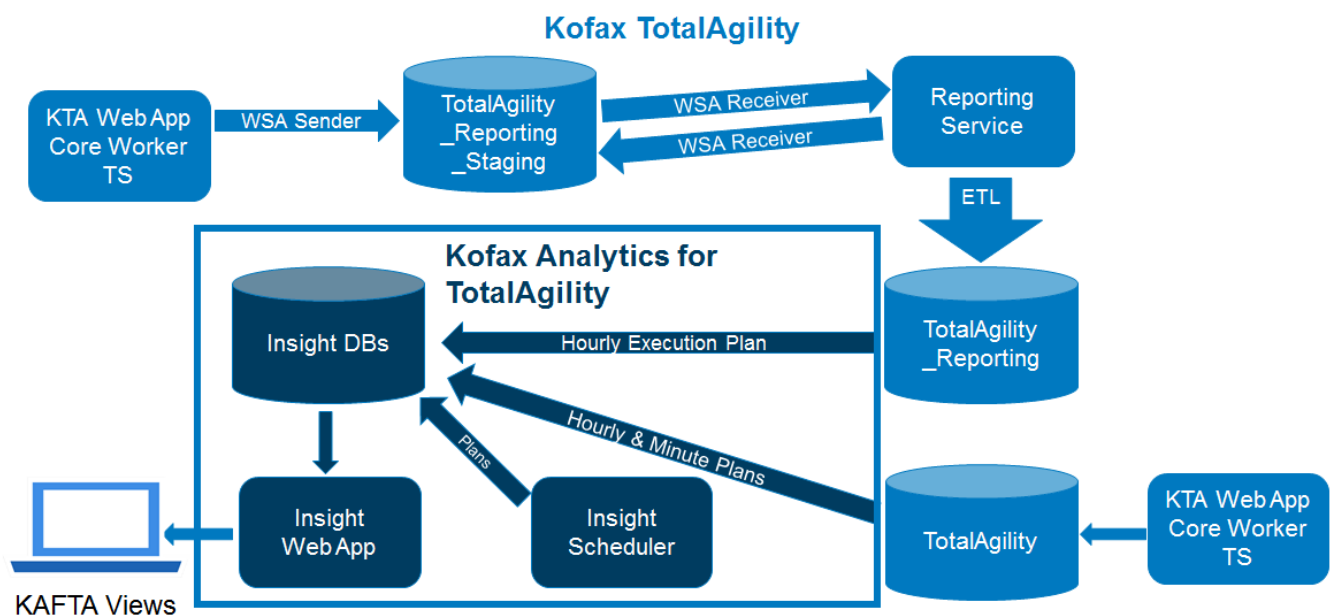 Kofax TotalAgility
KTA Web App
Core Worker
TS
WSA Sender
TotalAgility
_Reporting
_Staging
WSA Receiver
WSA Receiver
Reporting
Service
ETL
Kofax Analytics for
TotalAgility
Insight DBs
Hourly Execution Plan
TotalAgility
_Reporting
Hourly & Minute Plans
Plans
Insight
Web App
Insight
Scheduler
TotalAgility
KTA Web App
Core Worker
TS
KAFTA Views